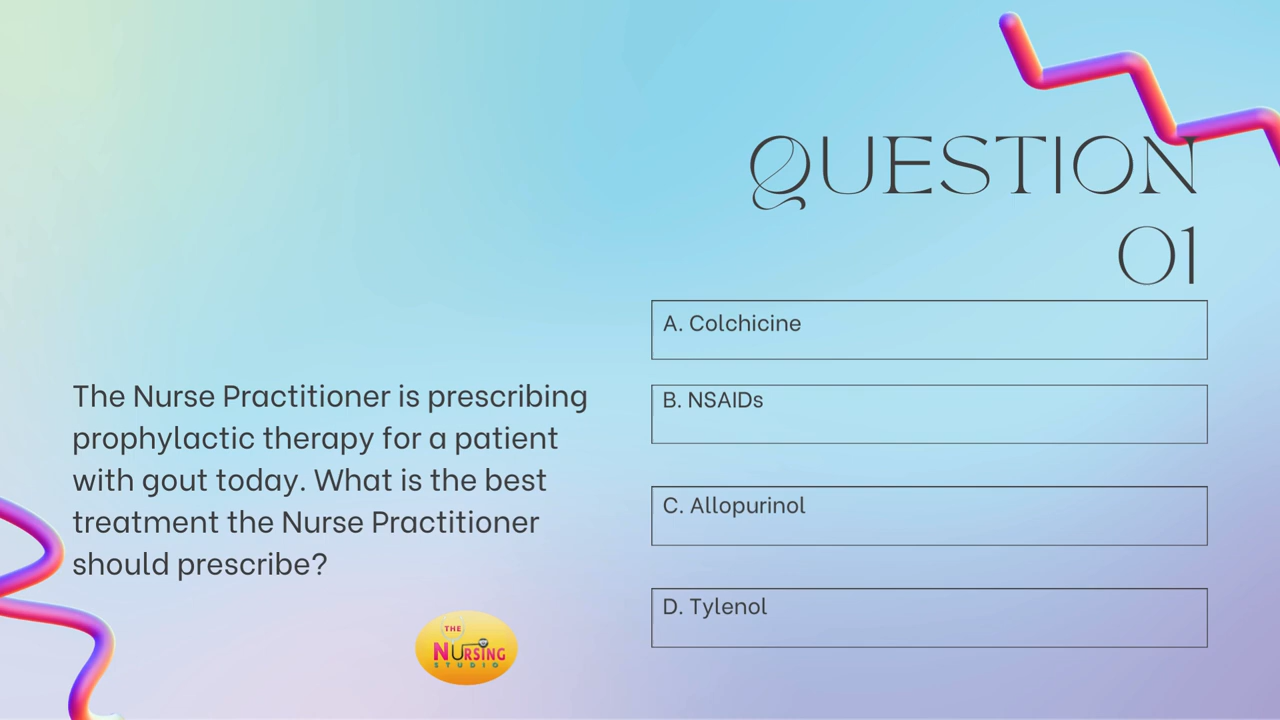 QUESTION
01
The Nurse Practitioner is prescribing
prophylactic therapy for a patient
with gout today. What is the best
treatment the Nurse Practitioner
should prescribe?
A. Colchicine
B. NSAIDs
C. Allopurinol
D. Tylenol
THE
NURSING
STUDIO